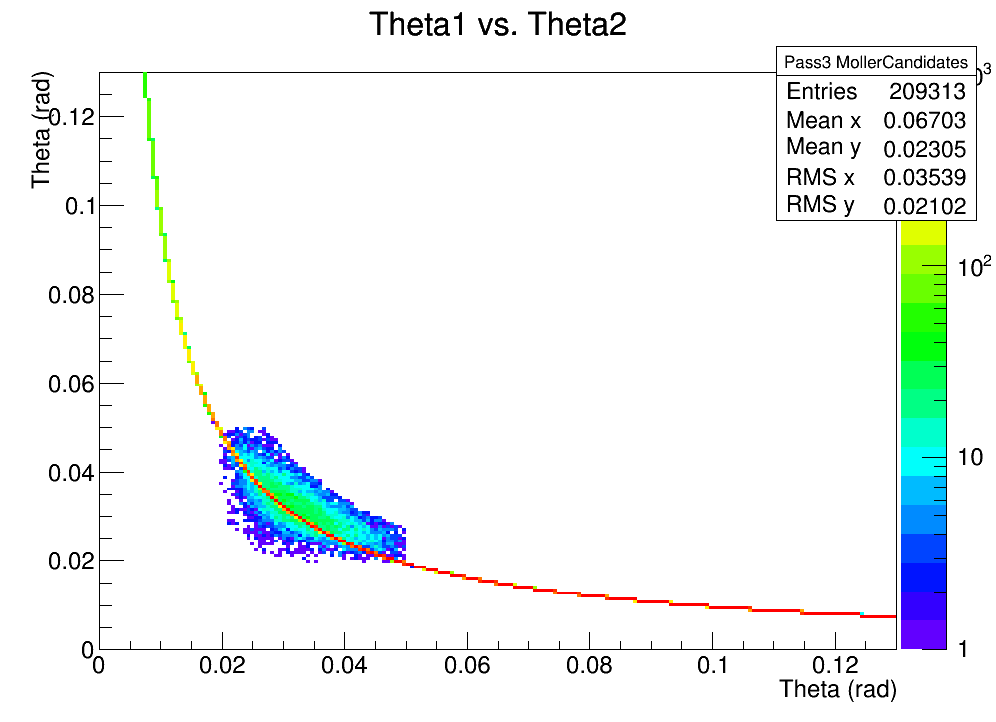 Theta1 vs. Theta2
Pass3 MollerCandidates
Entries 209313
Mean x 0.06703
Mean y 0.02305
RMS x 0.03539
RMS y 0.02102
Theta (rad)
0.12
0.1
0.08
0.06
0.04
0.02
0
0 0.02 0.04 0.06 0.08 0.1 0.12
Theta (rad)
10²
10
1